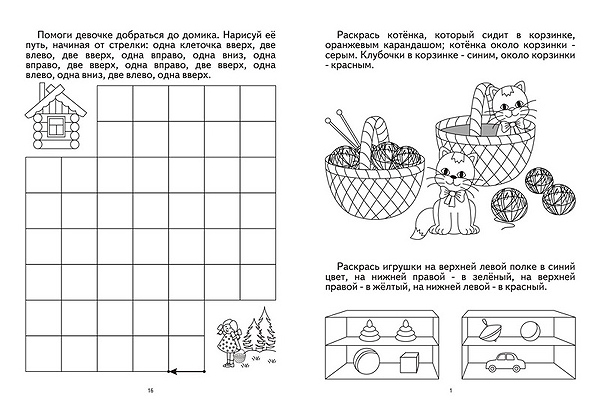 Помоги девочке добраться до домика. Нарисуй её
путь, начиная от стрелки: одна клеточка вверх, две
влево, две вверх, одна вправо, одна вниз, одна
вправо, две вверх, одна вправо, две вверх, одна
влево, одна вниз, две влево, одна вверх.
16
Раскрась котёнка, который сидит в корзинке,
оранжевым карандашом; котёнка около корзинки -
серым. Клубочки в корзинке - синим, около корзинки
- красным.
Раскрась игрушки на верхней левой полке в синий
цвет, на нижней правой - в зелёный, на верхней
правой - в жёлтый, на нижней левой - в красный.
1